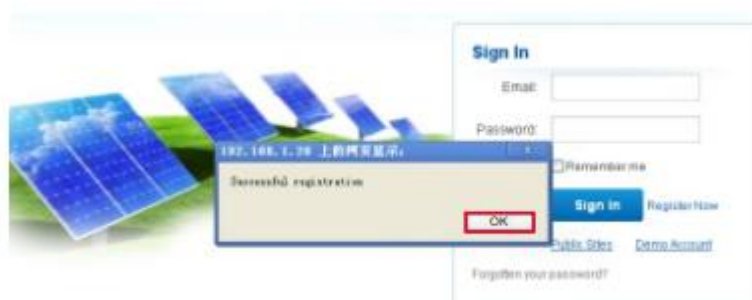 Sign In
Email:
Password:
192.168.1.20 上的网页显示:
Successful registration
Remember me
OK
Sign in
Register Now
Public Sites
Demo Account
Forgotten your password?